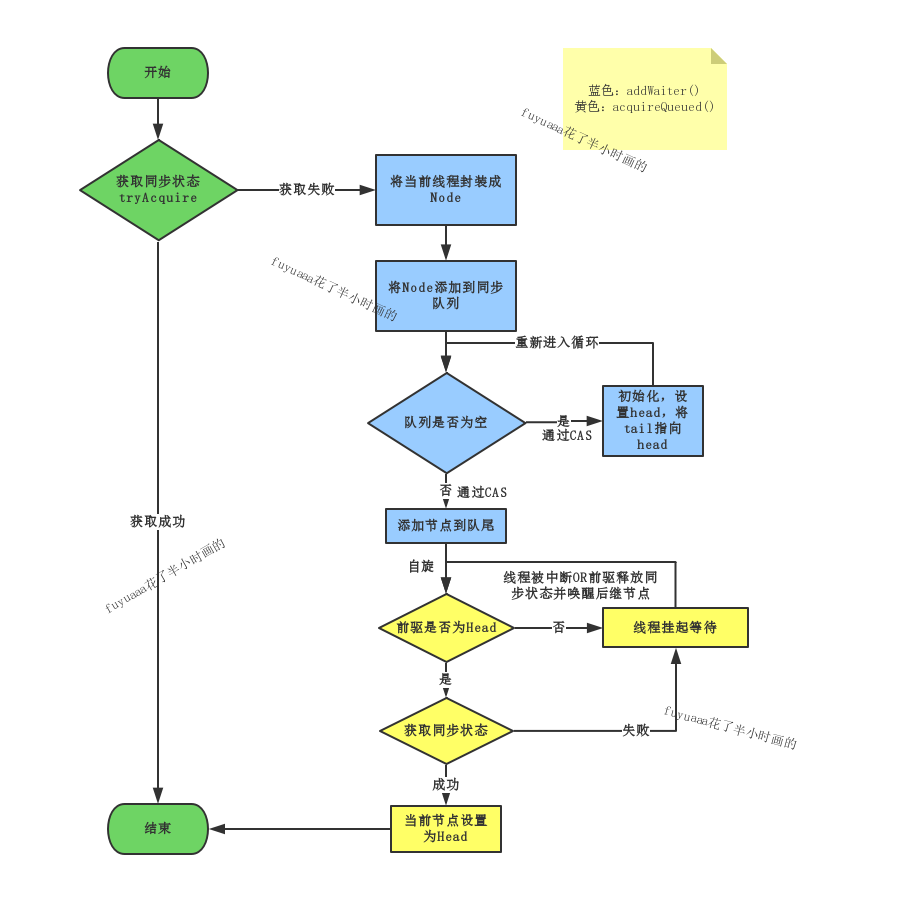 开始
蓝色：addWaiter()
黄色：acquireQueued()
fuyuaaa花了半小时画的
获取同步状态
tryAcquire
获取失败
将当前线程封装成
Node
fuyuaaa花了半小时画的
将Node添加到同步
队列
重新进入循环
队列是否为空
是
通过CAS
初始化，设
置head，将
tail指向
head
否
通过CAS
获取成功
添加节点到队尾
fuyuaaa花了半小时画的
自旋
线程被中断OR前驱释放同
步状态并唤醒后继节点
前驱是否为Head
否
线程挂起等待
是
获取同步状态
失败
fuyuaaa花了半小时画的
成功
当前节点设置
为Head
结束